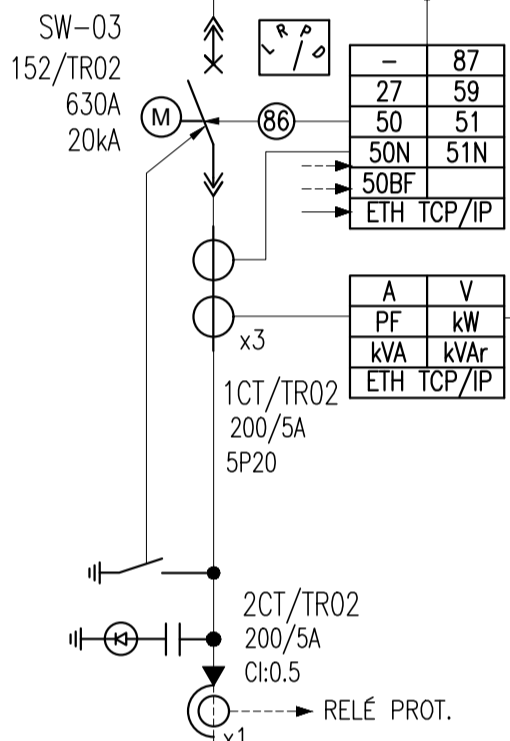 SW-03
152/TR02
630A
20kA
M
86
L R P D
– 87
27 59
50 51
50N 51N
50BF
ETH TCP/IP
A V
PF kW
kVA kVAr
ETH TCP/IP
x3
1CT/TR02
200/5A
5P20
2CT/TR02
200/5A
Cl:0.5
RELÉ PROT.
x1